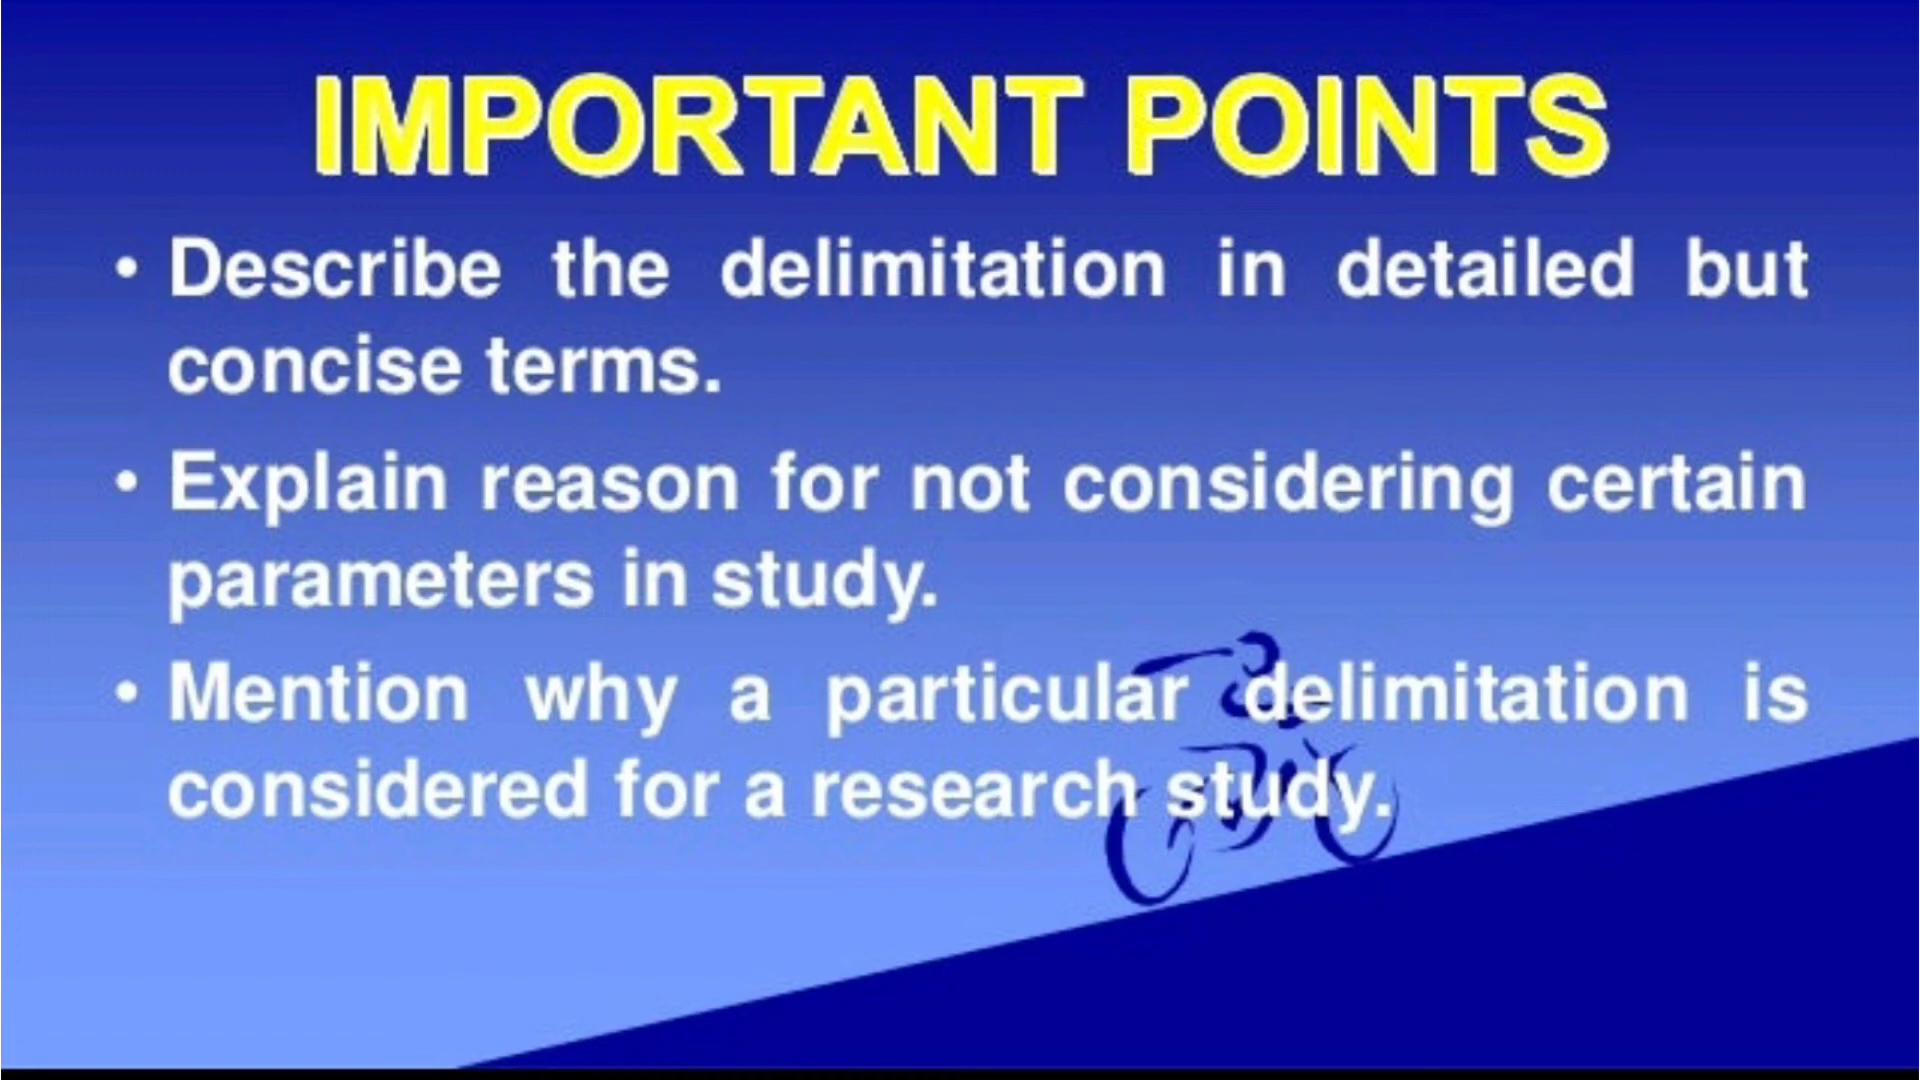 IMPORTANT POINTS
• Describe the delimitation in detailed but
concise terms.
• Explain reason for not considering certain
parameters in study.
• Mention why a particular delimitation is
considered for a research study.